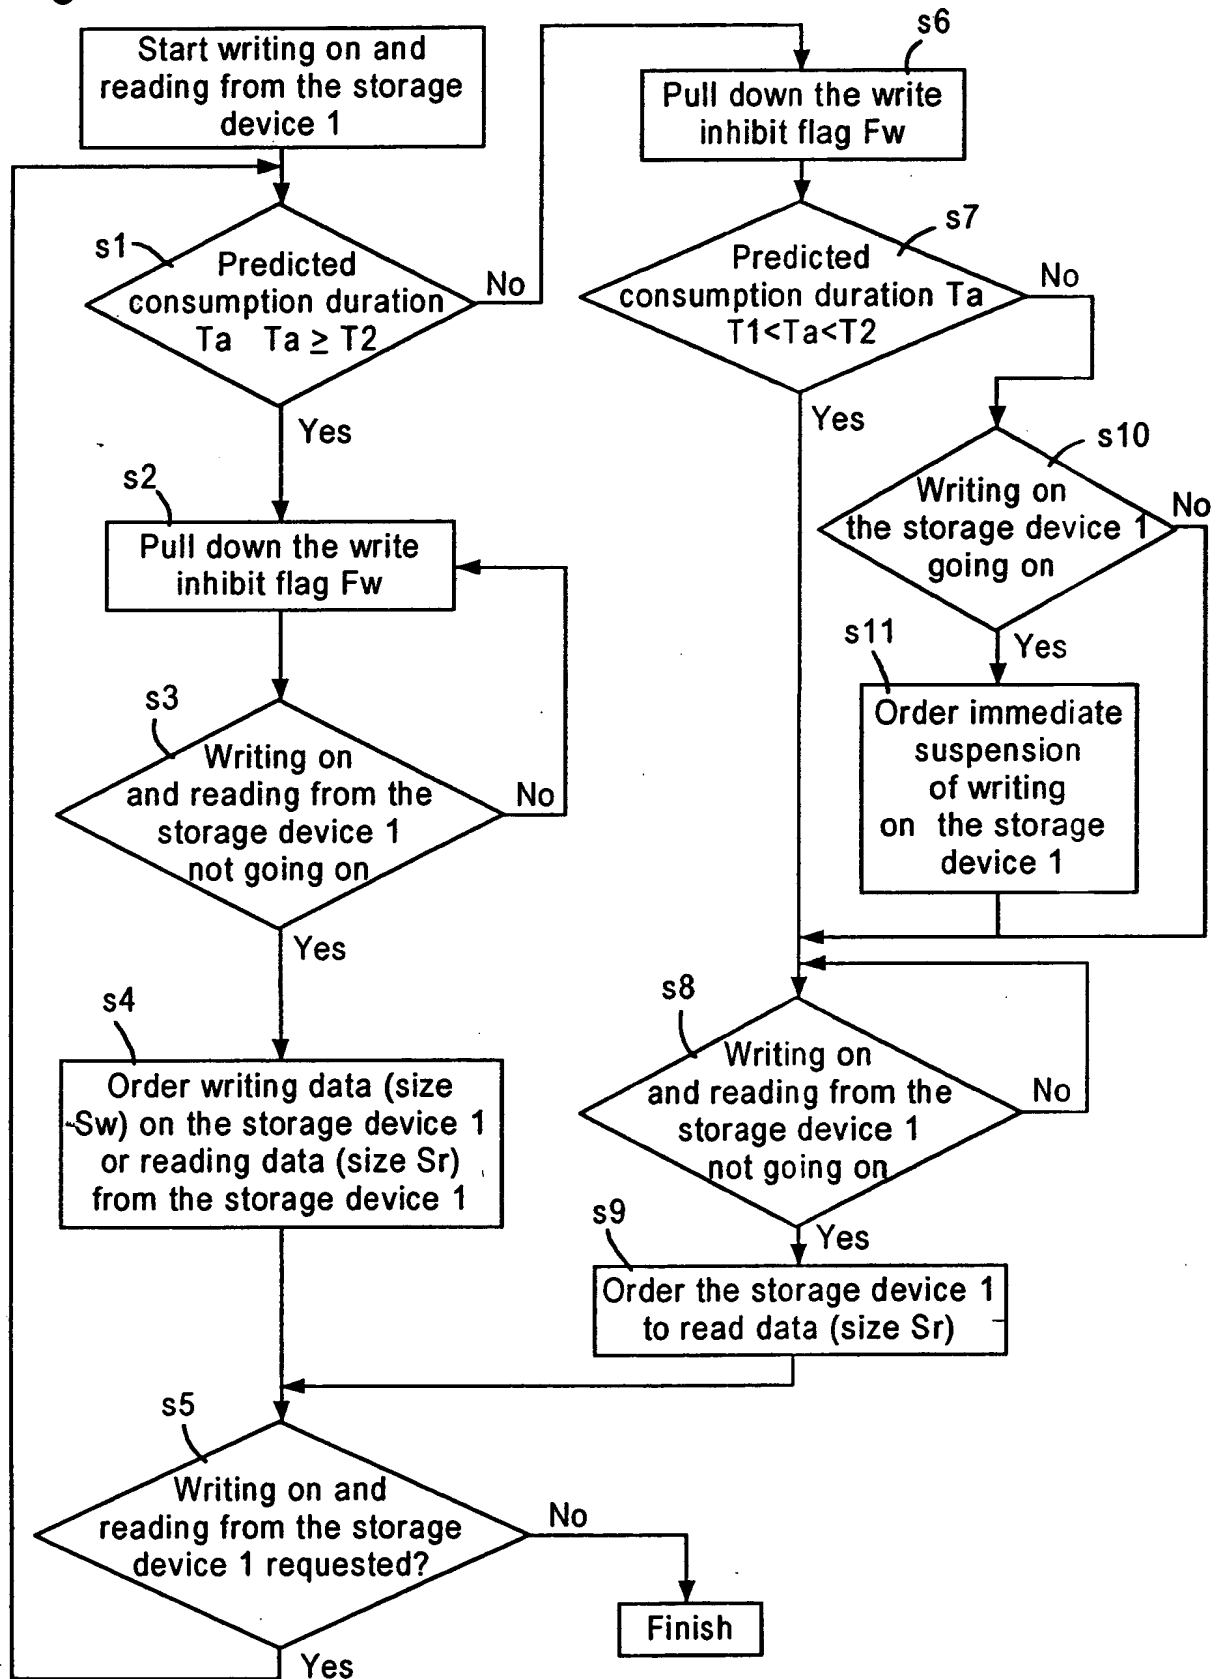 Start writing on and
reading from the storage
device 1
s1
Predicted
consumption duration
Ta Ta ≥ T2
No
Yes
s2
Pull down the write
inhibit flag Fw
s3
Writing on
and reading from the
storage device 1
not going on
No
Yes
s4
Order writing data (size
Sw) on the storage device 1
or reading data (size Sr)
from the storage device 1
s5
Writing on and
reading from the storage
device 1 requested?
No
Yes
Finish
s6
Pull down the write
inhibit flag Fw
s7
Predicted
consumption duration Ta
T1<Ta<T2
No
Yes
s10
Writing on
the storage device 1
going on
No
Yes
s11
Order immediate
suspension
of writing
on the storage
device 1
s8
Writing on
and reading from the
storage device 1
not going on
No
Yes
s9
Order the storage device 1
to read data (size Sr)